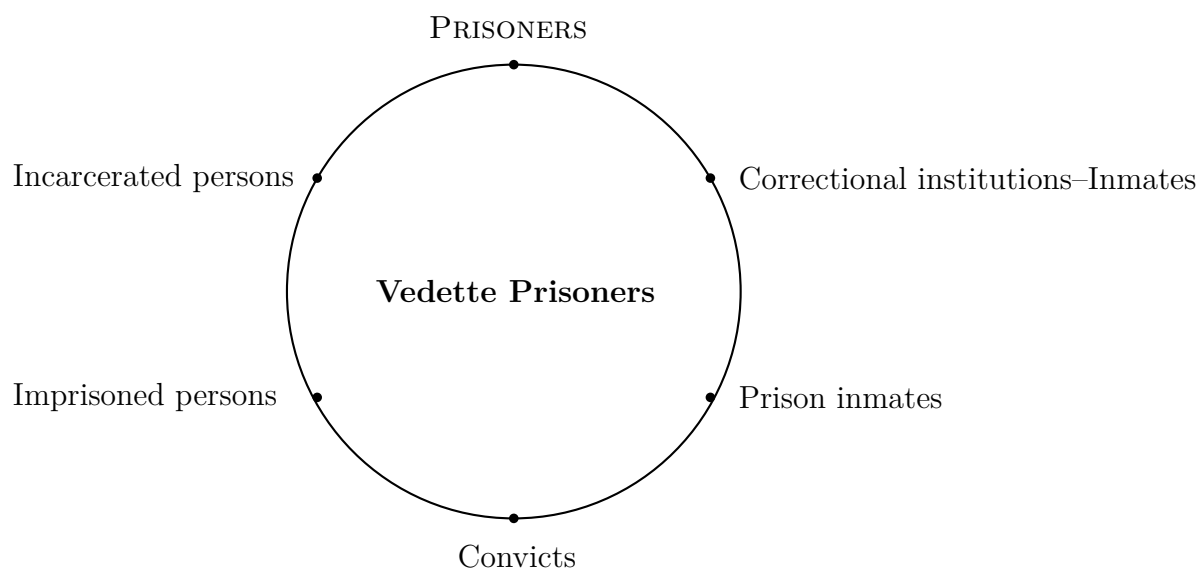 Prisoners
Incarcerated persons
Correctional institutions–Inmates
Vedette Prisoners
Imprisoned persons
Prison inmates
Convicts